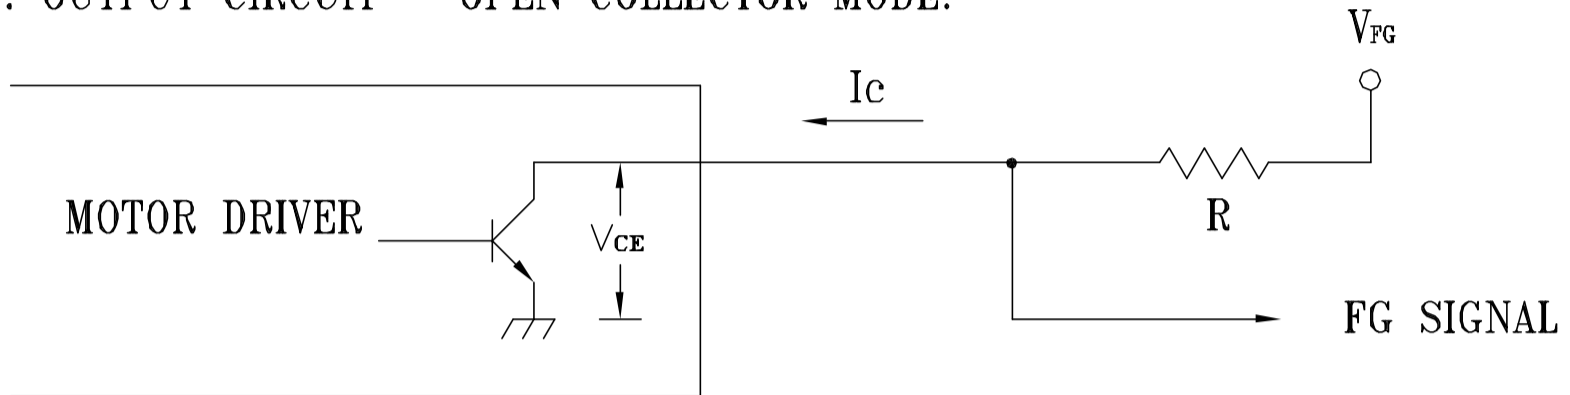 : OUTPUT CIRCUIT - OPEN COLLECTOR MODE:
VFG
Ic
MOTOR DRIVER
VCE
R
FG SIGNAL